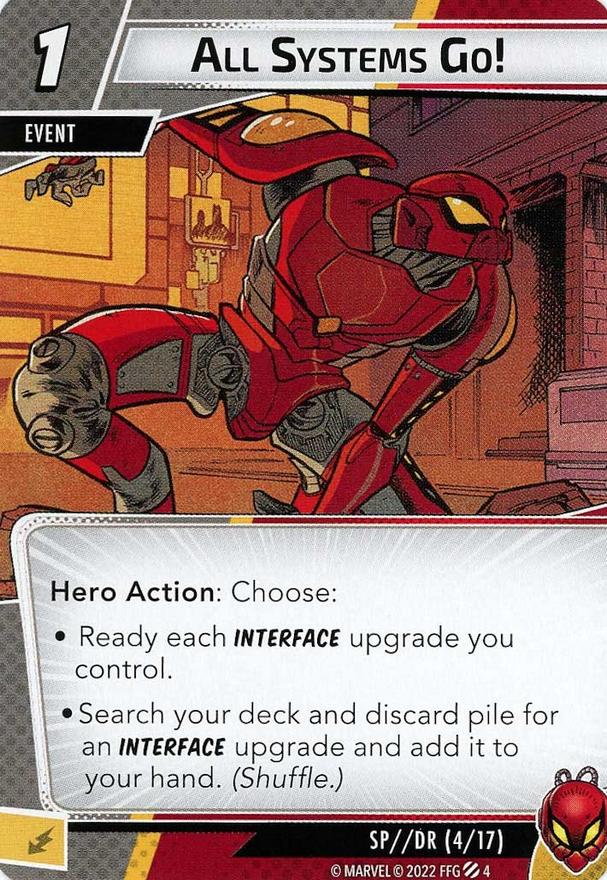 1
ALL SYSTEMS GO!
EVENT
Hero Action: Choose:
• Ready each INTERFACE upgrade you
control.
• Search your deck and discard pile for
an INTERFACE upgrade and add it to
your hand. (Shuffle.)
SP//DR (4/17)
© MARVEL © 2022 FFG 4